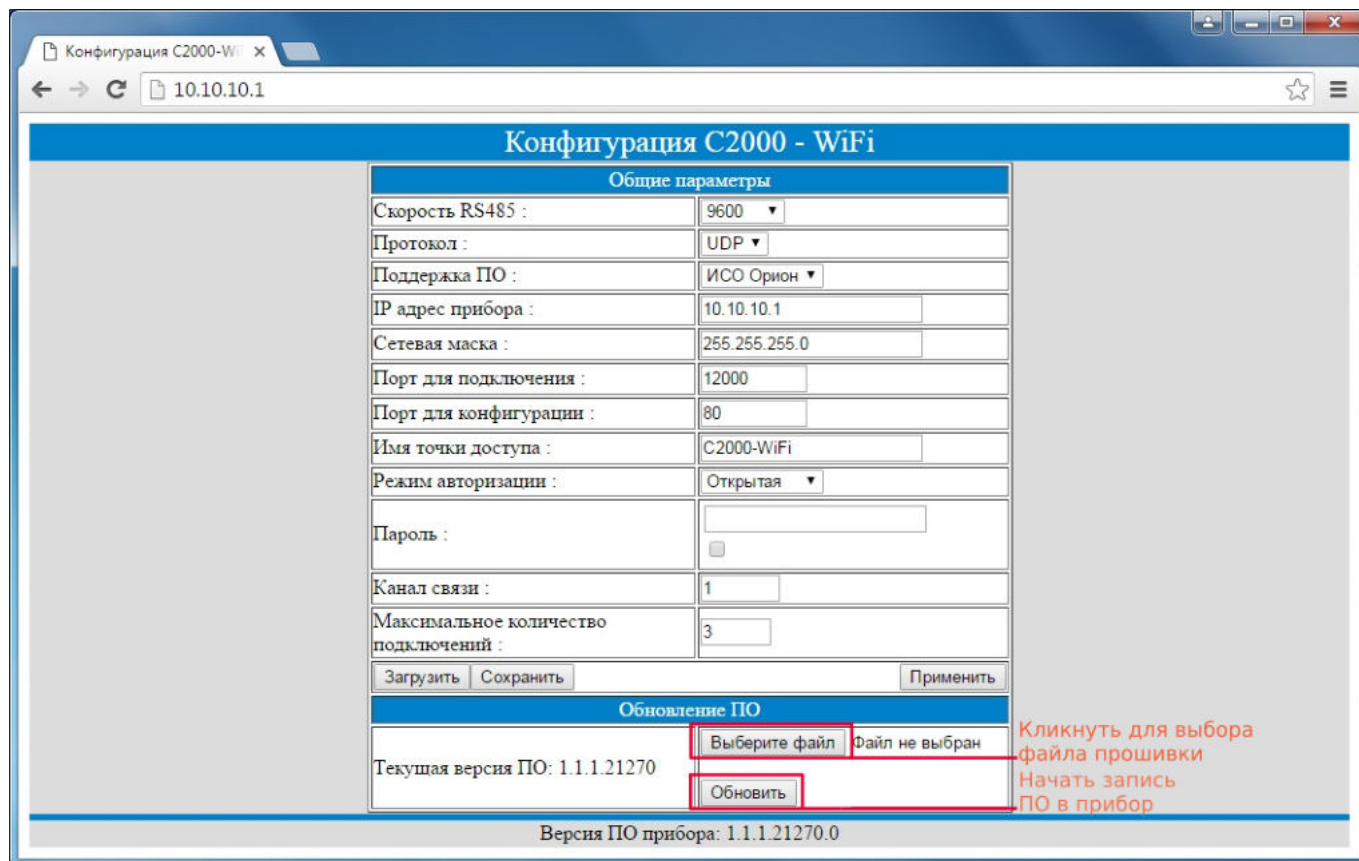 Конфигурация С2000-Wi
10.10.10.1
Конфигурация С2000 - WiFi
Общие параметры
Скорость RS485 : 9600
Протокол : UDP
Поддержка ПО : ИСО Орион
IP адрес прибора : 10.10.10.1
Сетевая маска : 255.255.255.0
Порт для подключения : 12000
Порт для конфигурации : 80
Имя точки доступа : C2000-WiFi
Режим авторизации : Открытая
Пароль :
Канал связи : 1
Максимальное количество
подключений : 3
Загрузить Сохранить Применить
Обновление ПО
Выберите файл Файл не выбран
Текущая версия ПО: 1.1.1.21270
Обновить
Кликнуть для выбора
файла прошивки
Начать запись
ПО в прибор
Версия ПО прибора: 1.1.1.21270.0